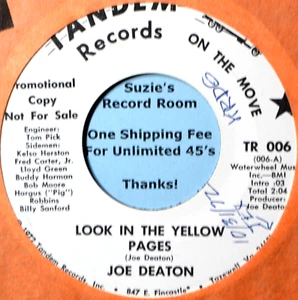 TANDEM
Records
ON THE MOVE
Promotional
Copy
Not For Sale
Engineer:
Tom Pick
Sidemen:
Kelso Herston
Fred Carter, Jr.
Lloyd Green
Buddy Harman
Bob Moore
Hargus ("Pig")
Robbins
Billy Sanford
Suzie's
Record Room
One Shipping Fee
For Unlimited 45's
Thanks!
TR 006
(006-A)
Waterwheel Music
Inc.-BMI
Intro :03
Time 2:04
Producer:
Joe Deaton
LOOK IN THE YELLOW
PAGES
(Joe Deaton)
JOE DEATON
Tandem Records, Inc., 847 E. Fincastle, Tazewell, Va.